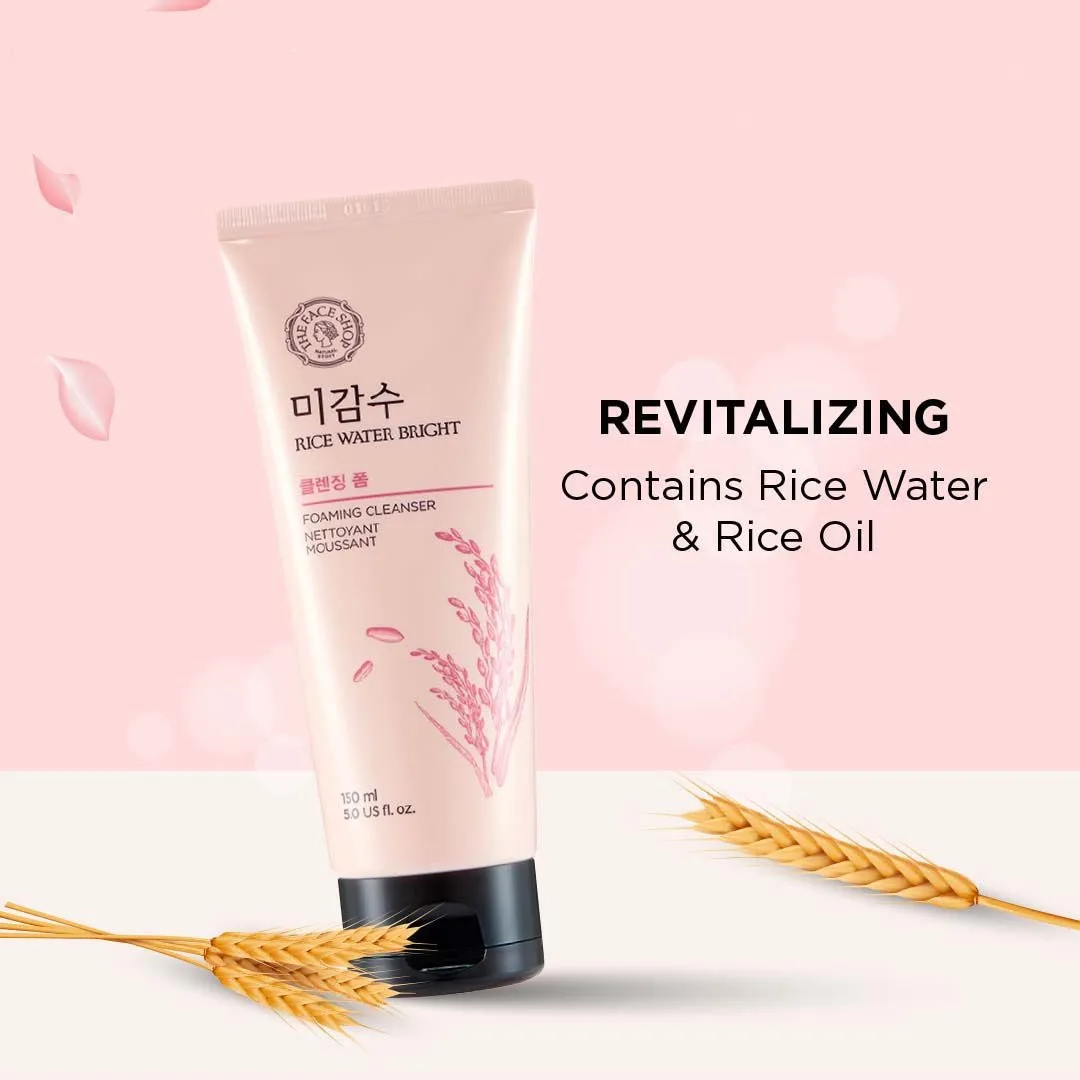 THE FACE SHOP
NATURAL
STORY
미감수
RICE WATER BRIGHT
클렌징 폼
FOAMING CLEANSER
NETTOYANT
MOUSSANT
150 ml
5.0 US fl. oz.
REVITALIZING
Contains Rice Water
& Rice Oil